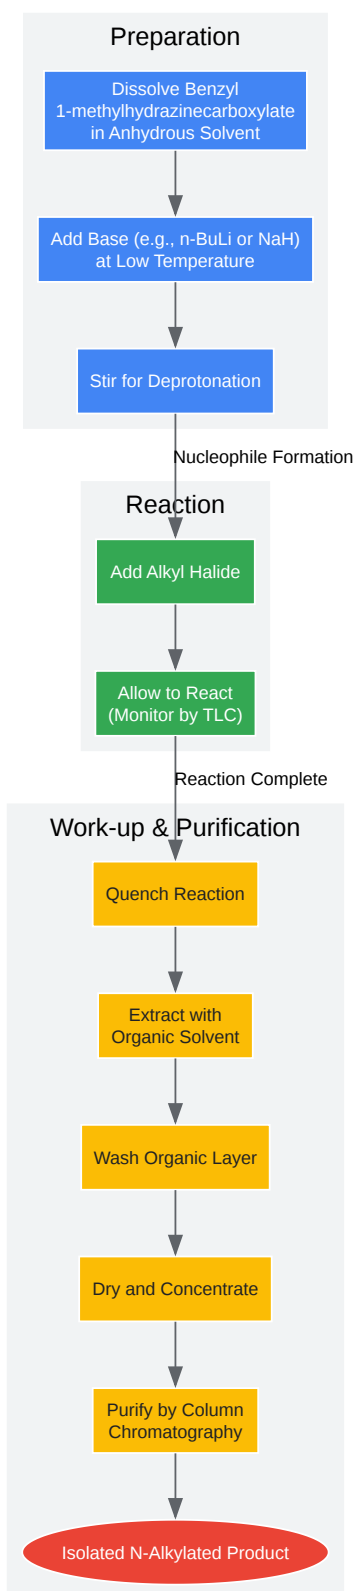 Preparation
Dissolve Benzyl
1-methylhydrazinecarboxylate
in Anhydrous Solvent
Add Base (e.g., n-BuLi or NaH)
at Low Temperature
Stir for Deprotonation
Nucleophile Formation
Reaction
Add Alkyl Halide
Allow to React
(Monitor by TLC)
Reaction Complete
Work-up & Purification
Quench Reaction
Extract with
Organic Solvent
Wash Organic Layer
Dry and Concentrate
Purify by Column
Chromatography
Isolated N-Alkylated Product